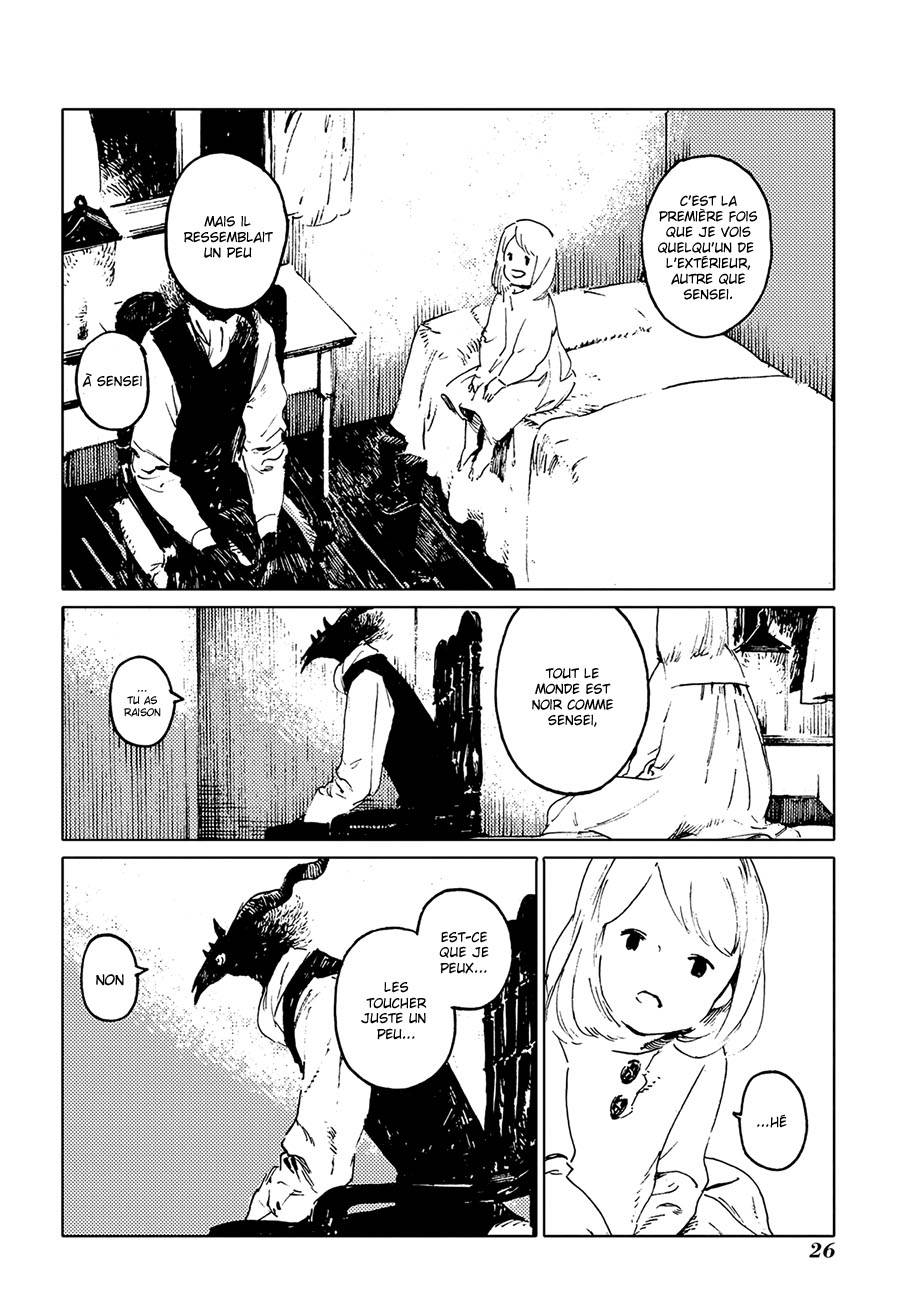 C'EST LA
PREMIÈRE FOIS
QUE JE VOIS
QUELQU'UN DE
L'EXTÉRIEUR,
AUTRE QUE
SENSEI.
MAIS IL
RESSEMBLAIT
UN PEU
À SENSEI
TOUT LE
MONDE EST
NOIR COMME
SENSEI,
...
TU AS
RAISON
...HÉ
EST-CE
QUE JE
PEUX...
LES
TOUCHER
JUSTE UN
PEU...
NON
26